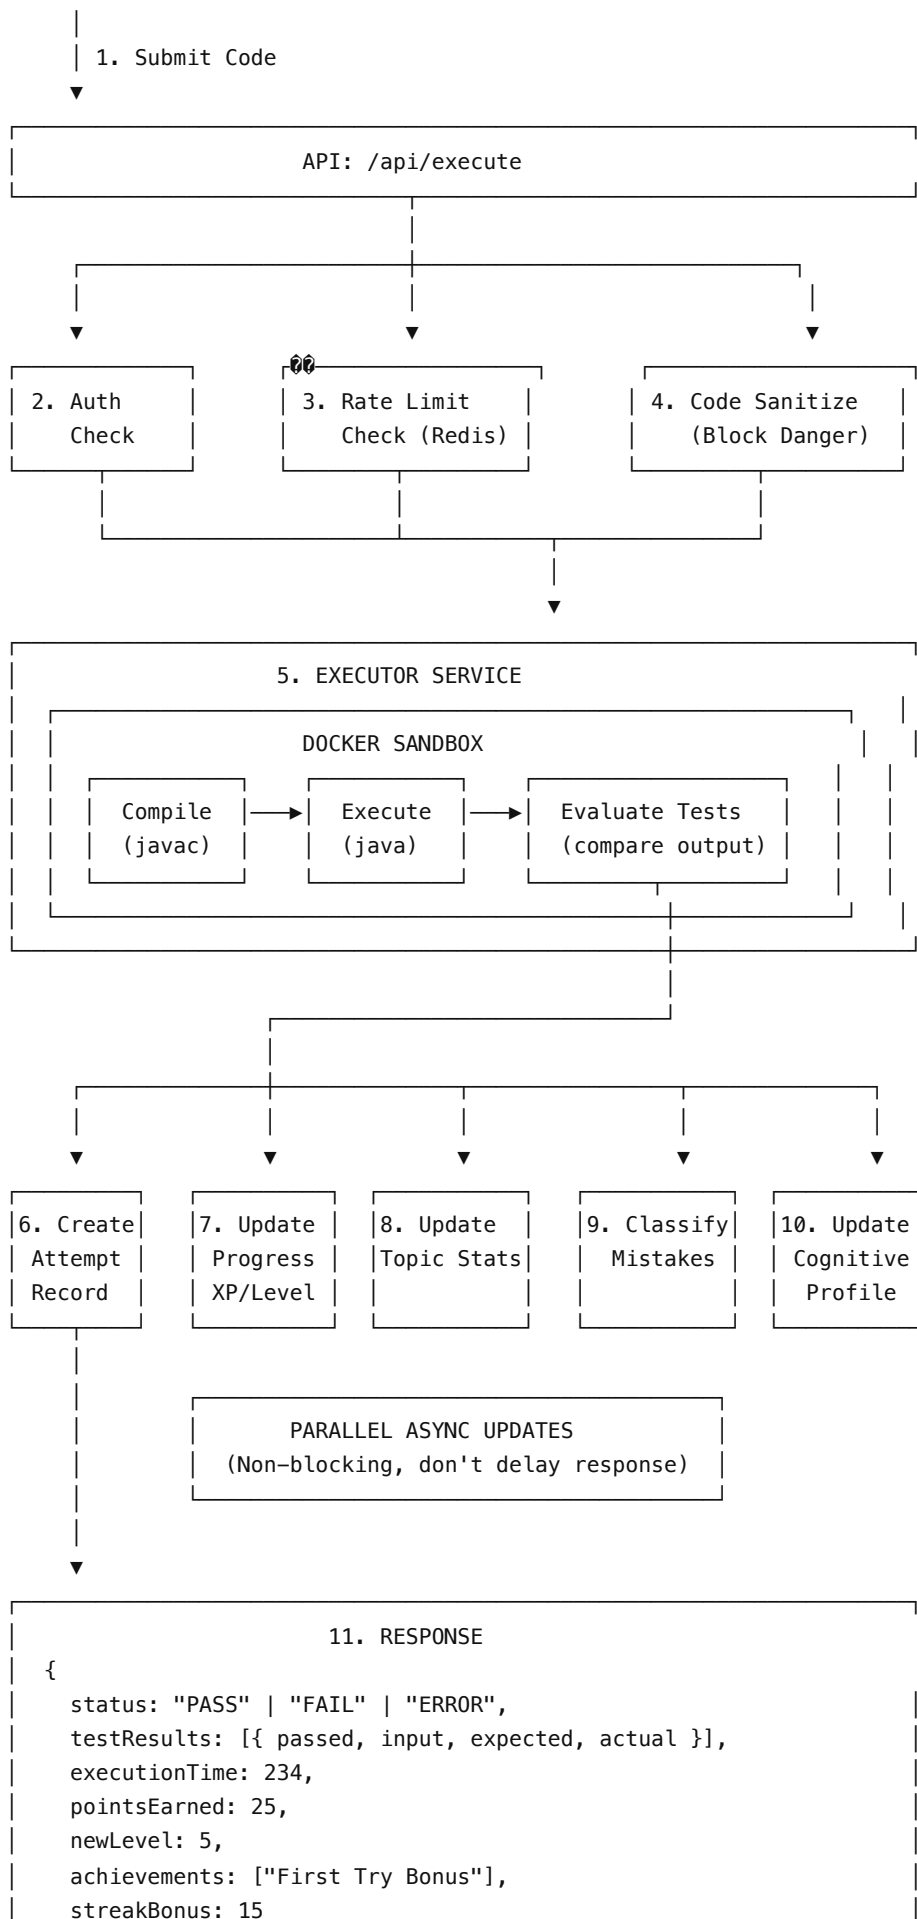 1. Submit Code
API: /api/execute
2. Auth
Check
3. Rate Limit
Check (Redis)
4. Code Sanitize
(Block Danger)
5. EXECUTOR SERVICE
DOCKER SANDBOX
Compile
(javac)
Execute
(java)
Evaluate Tests
(compare output)
6. Create
Attempt
Record
7. Update
Progress
XP/Level
8. Update
Topic Stats
9. Classify
Mistakes
10. Update
Cognitive
Profile
PARALLEL ASYNC UPDATES
(Non-blocking, don't delay response)
11. RESPONSE
{
status: "PASS" | "FAIL" | "ERROR",
testResults: [{ passed, input, expected, actual }],
executionTime: 234,
pointsEarned: 25,
newLevel: 5,
achievements: ["First Try Bonus"],
streakBonus: 15